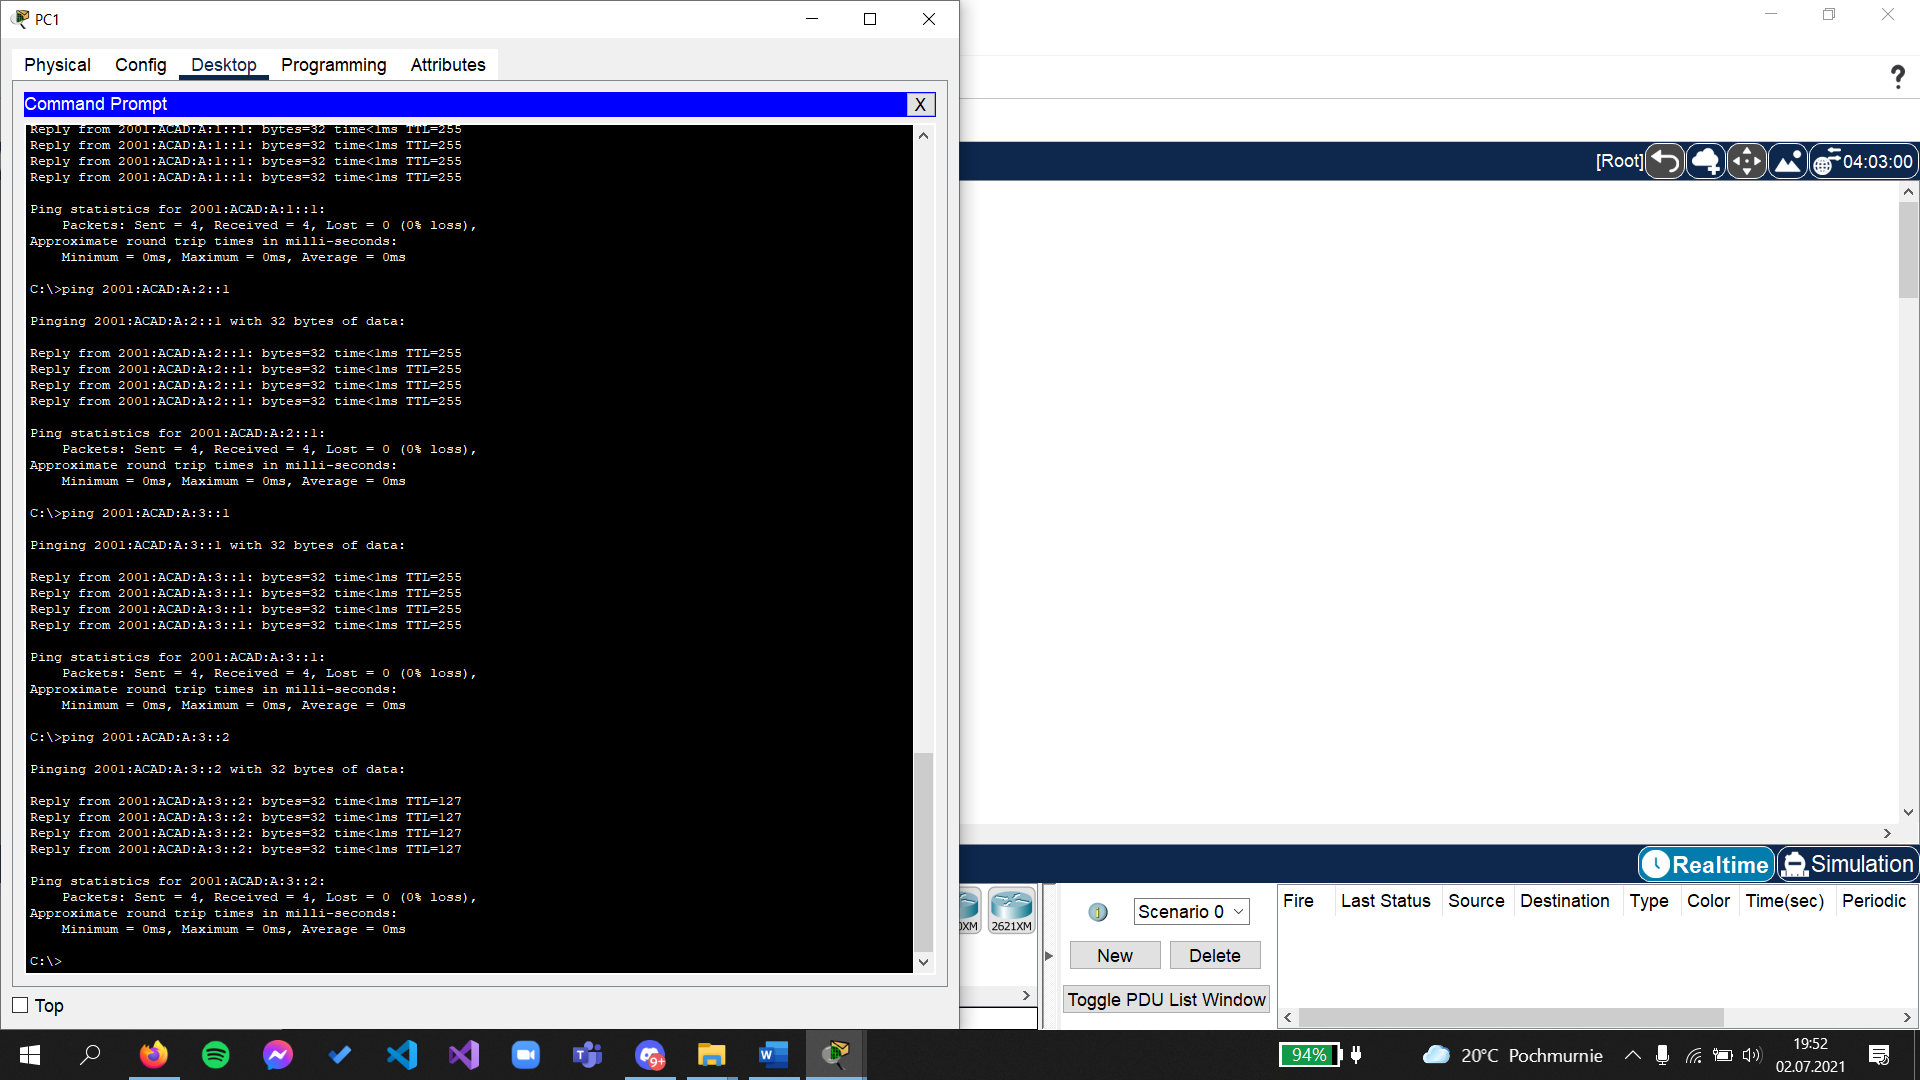 PC1
Physical Config Desktop Programming Attributes
Command Prompt X
Reply from 2001:ACAD:A:1::1: bytes=32 time<1ms TTL=255
Reply from 2001:ACAD:A:1::1: bytes=32 time<1ms TTL=255
Reply from 2001:ACAD:A:1::1: bytes=32 time<1ms TTL=255
Reply from 2001:ACAD:A:1::1: bytes=32 time<1ms TTL=255
Ping statistics for 2001:ACAD:A:1::1:
Packets: Sent = 4, Received = 4, Lost = 0 (0% loss),
Approximate round trip times in milli-seconds:
Minimum = 0ms, Maximum = 0ms, Average = 0ms
C:\>ping 2001:ACAD:A:2::1
Pinging 2001:ACAD:A:2::1 with 32 bytes of data:
Reply from 2001:ACAD:A:2::1: bytes=32 time<1ms TTL=255
Reply from 2001:ACAD:A:2::1: bytes=32 time<1ms TTL=255
Reply from 2001:ACAD:A:2::1: bytes=32 time<1ms TTL=255
Reply from 2001:ACAD:A:2::1: bytes=32 time<1ms TTL=255
Ping statistics for 2001:ACAD:A:2::1:
Packets: Sent = 4, Received = 4, Lost = 0 (0% loss),
Approximate round trip times in milli-seconds:
Minimum = 0ms, Maximum = 0ms, Average = 0ms
C:\>ping 2001:ACAD:A:3::1
Pinging 2001:ACAD:A:3::1 with 32 bytes of data:
Reply from 2001:ACAD:A:3::1: bytes=32 time<1ms TTL=255
Reply from 2001:ACAD:A:3::1: bytes=32 time<1ms TTL=255
Reply from 2001:ACAD:A:3::1: bytes=32 time<1ms TTL=255
Reply from 2001:ACAD:A:3::1: bytes=32 time<1ms TTL=255
Ping statistics for 2001:ACAD:A:3::1:
Packets: Sent = 4, Received = 4, Lost = 0 (0% loss),
Approximate round trip times in milli-seconds:
Minimum = 0ms, Maximum = 0ms, Average = 0ms
C:\>ping 2001:ACAD:A:3::2
Pinging 2001:ACAD:A:3::2 with 32 bytes of data:
Reply from 2001:ACAD:A:3::2: bytes=32 time<1ms TTL=127
Reply from 2001:ACAD:A:3::2: bytes=32 time<1ms TTL=127
Reply from 2001:ACAD:A:3::2: bytes=32 time<1ms TTL=127
Reply from 2001:ACAD:A:3::2: bytes=32 time<1ms TTL=127
Ping statistics for 2001:ACAD:A:3::2:
Packets: Sent = 4, Received = 4, Lost = 0 (0% loss),
Approximate round trip times in milli-seconds:
Minimum = 0ms, Maximum = 0ms, Average = 0ms
C:\>
Top
?
[Root] 04:03:00
Realtime Simulation
0XM 2621XM
Scenario 0
New Delete
Toggle PDU List Window
Fire Last Status Source Destination Type Color Time(sec) Periodic
9+
94% 20°C Pochmurnie
19:52
02.07.2021